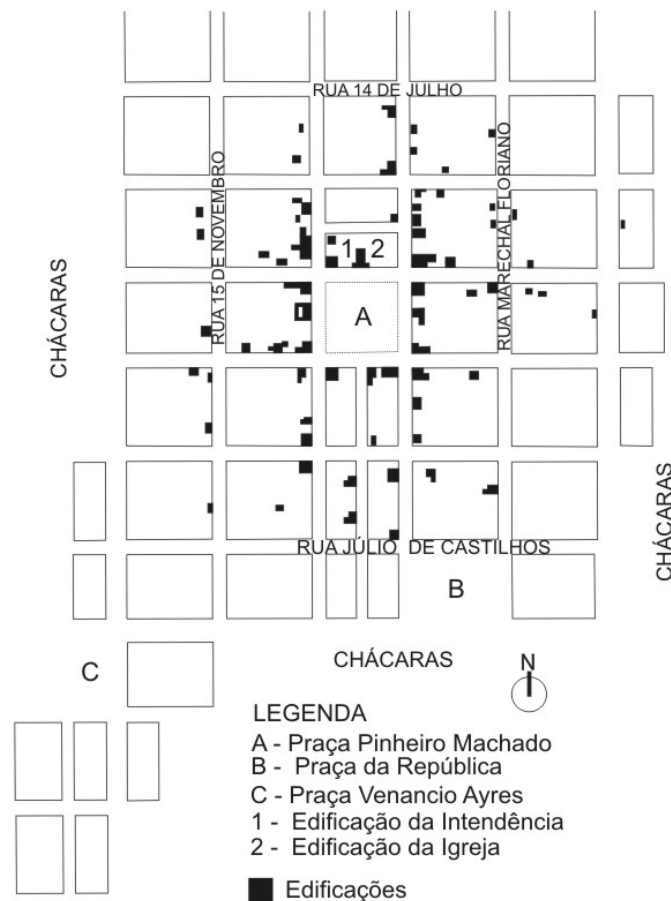 RUA 14 DE JULHO
RUA 15 DE NOVEMBRO
RUA MARECHAL FLORIANO
1 2
CHÁCARAS
A
CHÁCARAS
RUA JÚLIO DE CASTILHOS
B
C
CHÁCARAS
N
LEGENDA
A - Praça Pinheiro Machado
B - Praça da República
C - Praça Venancio Ayres
1 - Edificação da Intendência
2 - Edificação da Igreja
Edificações